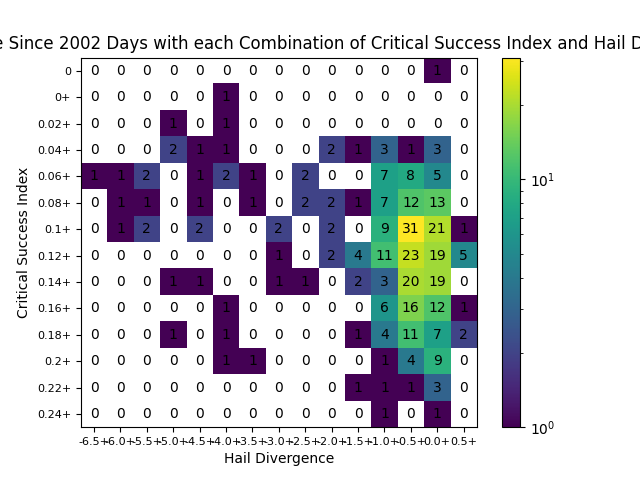 Since 2002 Days with each Combination of Critical Success Index and Hail
0 0 0 0 0 0 0 0 0 0 0 0 0 0 1 0
0+ 0 0 0 0 0 1 0 0 0 0 0 0 0 0 0
0.02+ 0 0 0 1 0 1 0 0 0 0 0 0 0 0 0
0.04+ 0 0 0 2 1 1 0 0 0 2 1 3 1 3 0
0.06+ 1 1 2 0 1 2 1 0 2 0 0 7 8 5 0
0.08+ 0 1 1 0 1 0 1 0 2 2 1 7 12 13 0
0.1+ 0 1 2 0 2 0 0 2 0 2 0 9 31 21 1
0.12+ 0 0 0 0 0 0 0 1 0 2 4 11 23 19 5
0.14+ 0 0 0 1 1 0 0 1 1 0 2 3 20 19 0
0.16+ 0 0 0 0 0 1 0 0 0 0 0 6 16 12 1
0.18+ 0 0 0 1 0 1 0 0 0 0 1 4 11 7 2
0.2+ 0 0 0 0 0 1 1 0 0 0 0 1 4 9 0
0.22+ 0 0 0 0 0 0 0 0 0 0 1 1 1 3 0
0.24+ 0 0 0 0 0 0 0 0 0 0 0 1 0 1 0
-6.5+ -6.0+ -5.5+ -5.0+ -4.5+ -4.0+ -3.5+ -3.0+ -2.5+ -2.0+ -1.5+ -1.0+ -0.5+ 0.0+ 0.5+
Hail Divergence
Critical Success Index
10¹
10⁰